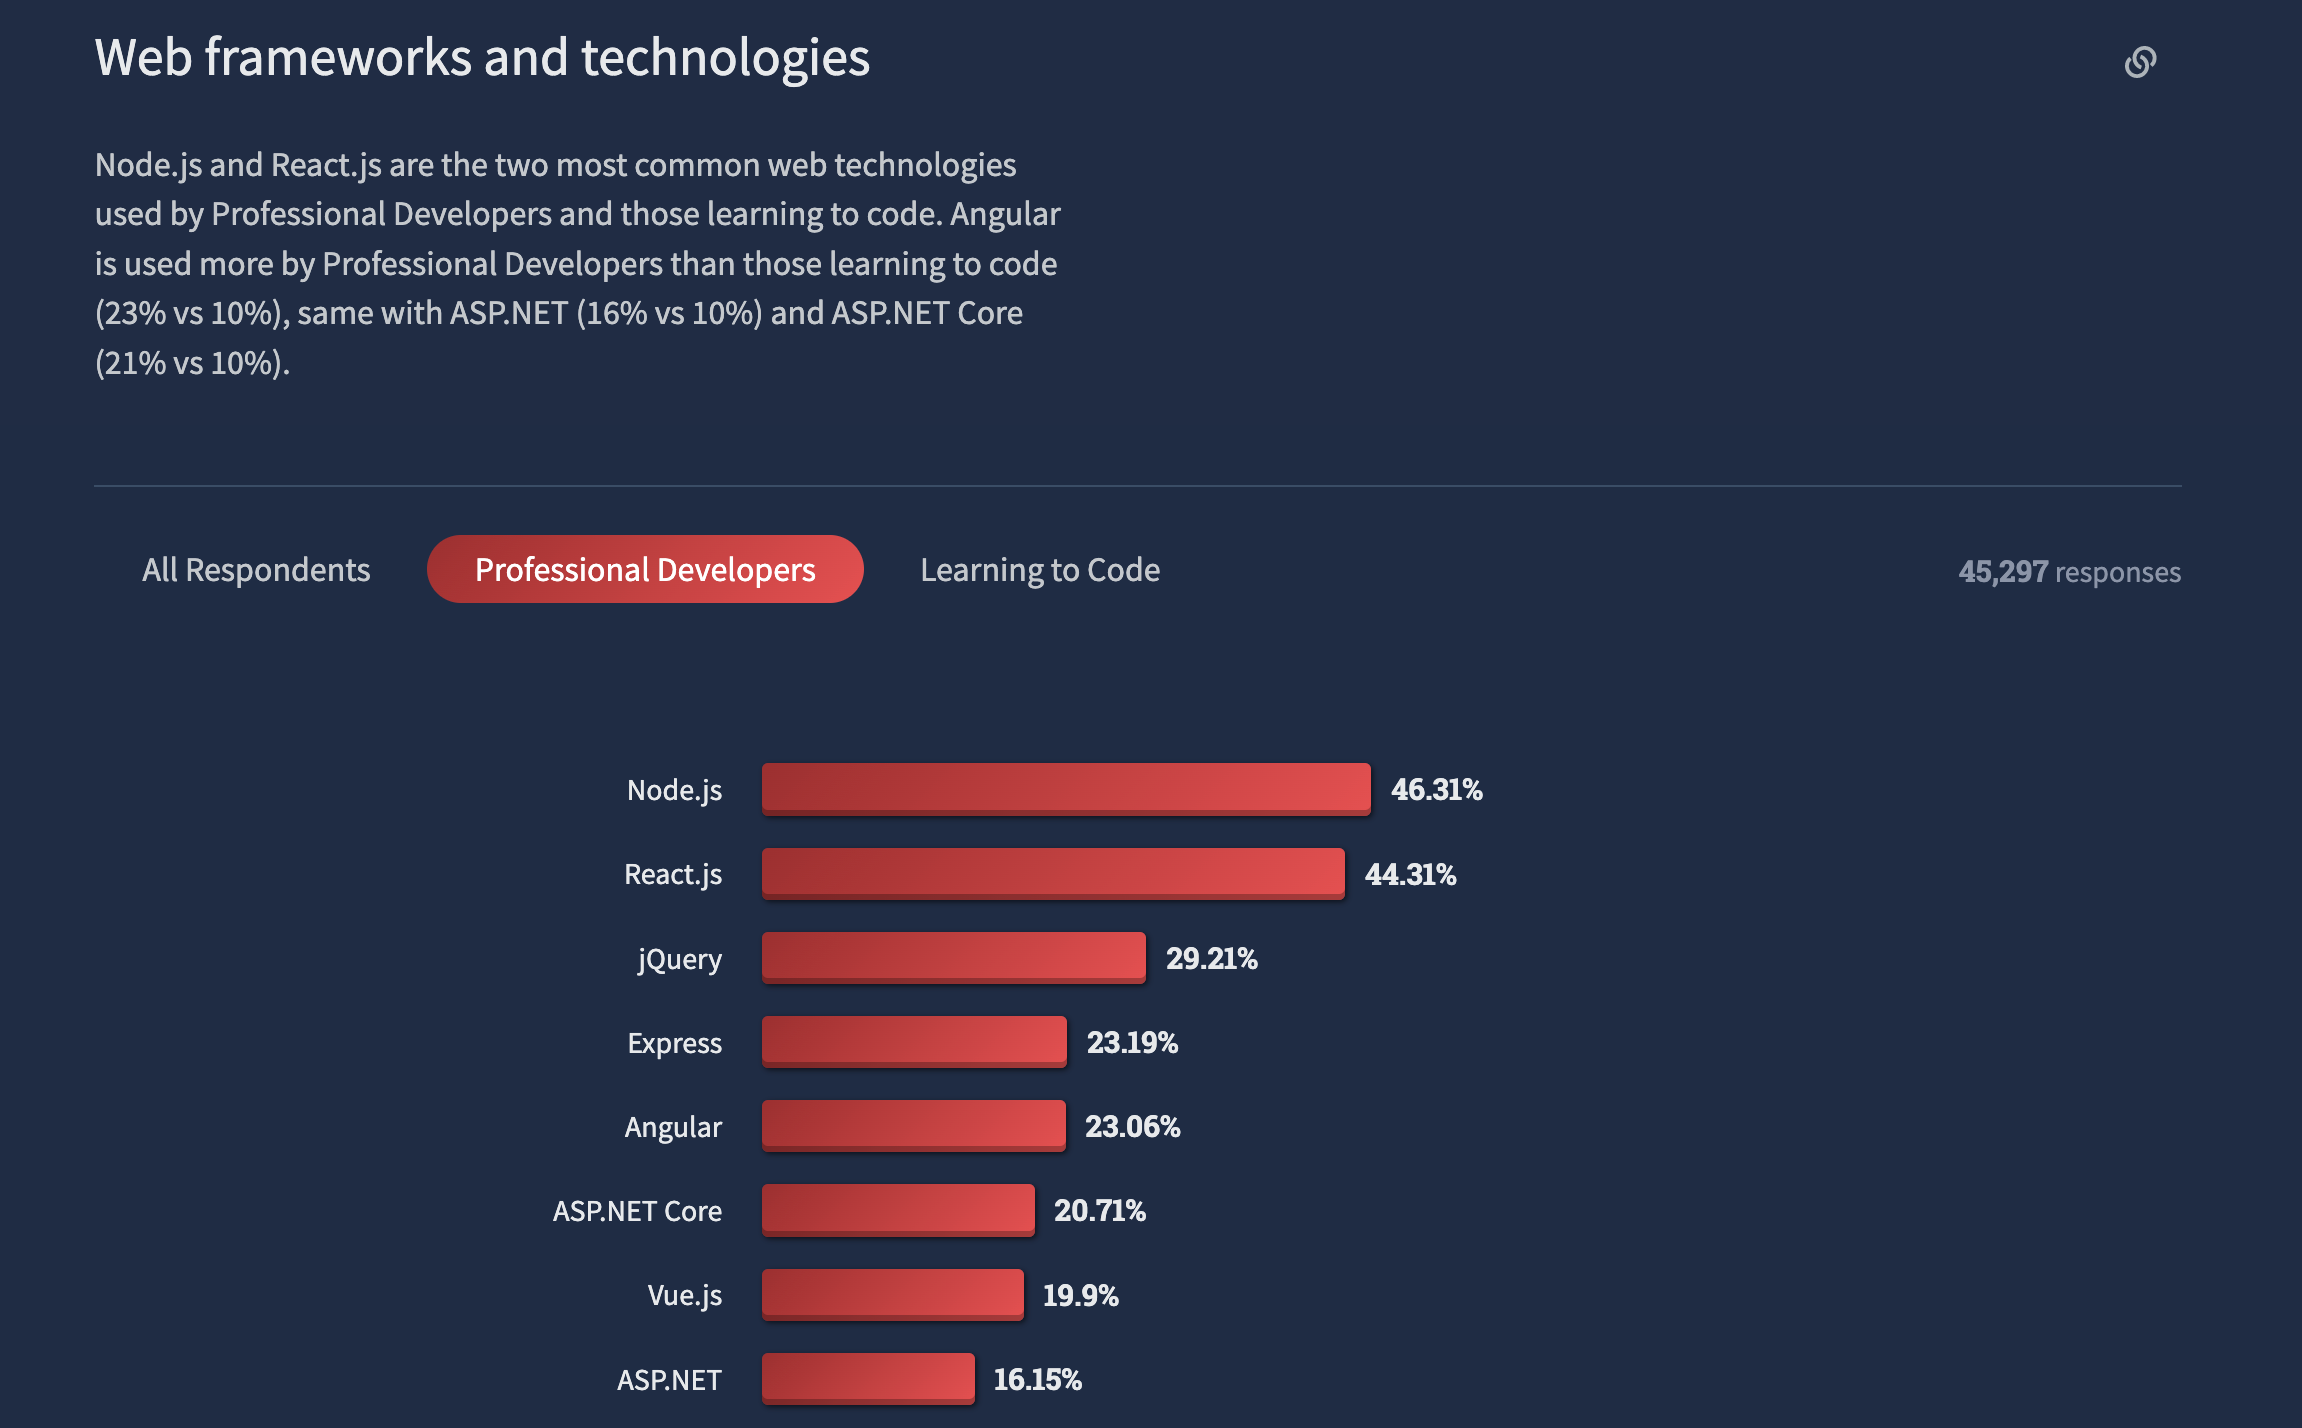 Web frameworks and technologies
Node.js and React.js are the two most common web technologies
used by Professional Developers and those learning to code. Angular
is used more by Professional Developers than those learning to code
(23% vs 10%), same with ASP.NET (16% vs 10%) and ASP.NET Core
(21% vs 10%).
All Respondents Professional Developers Learning to Code 45,297 responses
Node.js 46.31%
React.js 44.31%
jQuery 29.21%
Express 23.19%
Angular 23.06%
ASP.NET Core 20.71%
Vue.js 19.9%
ASP.NET 16.15%